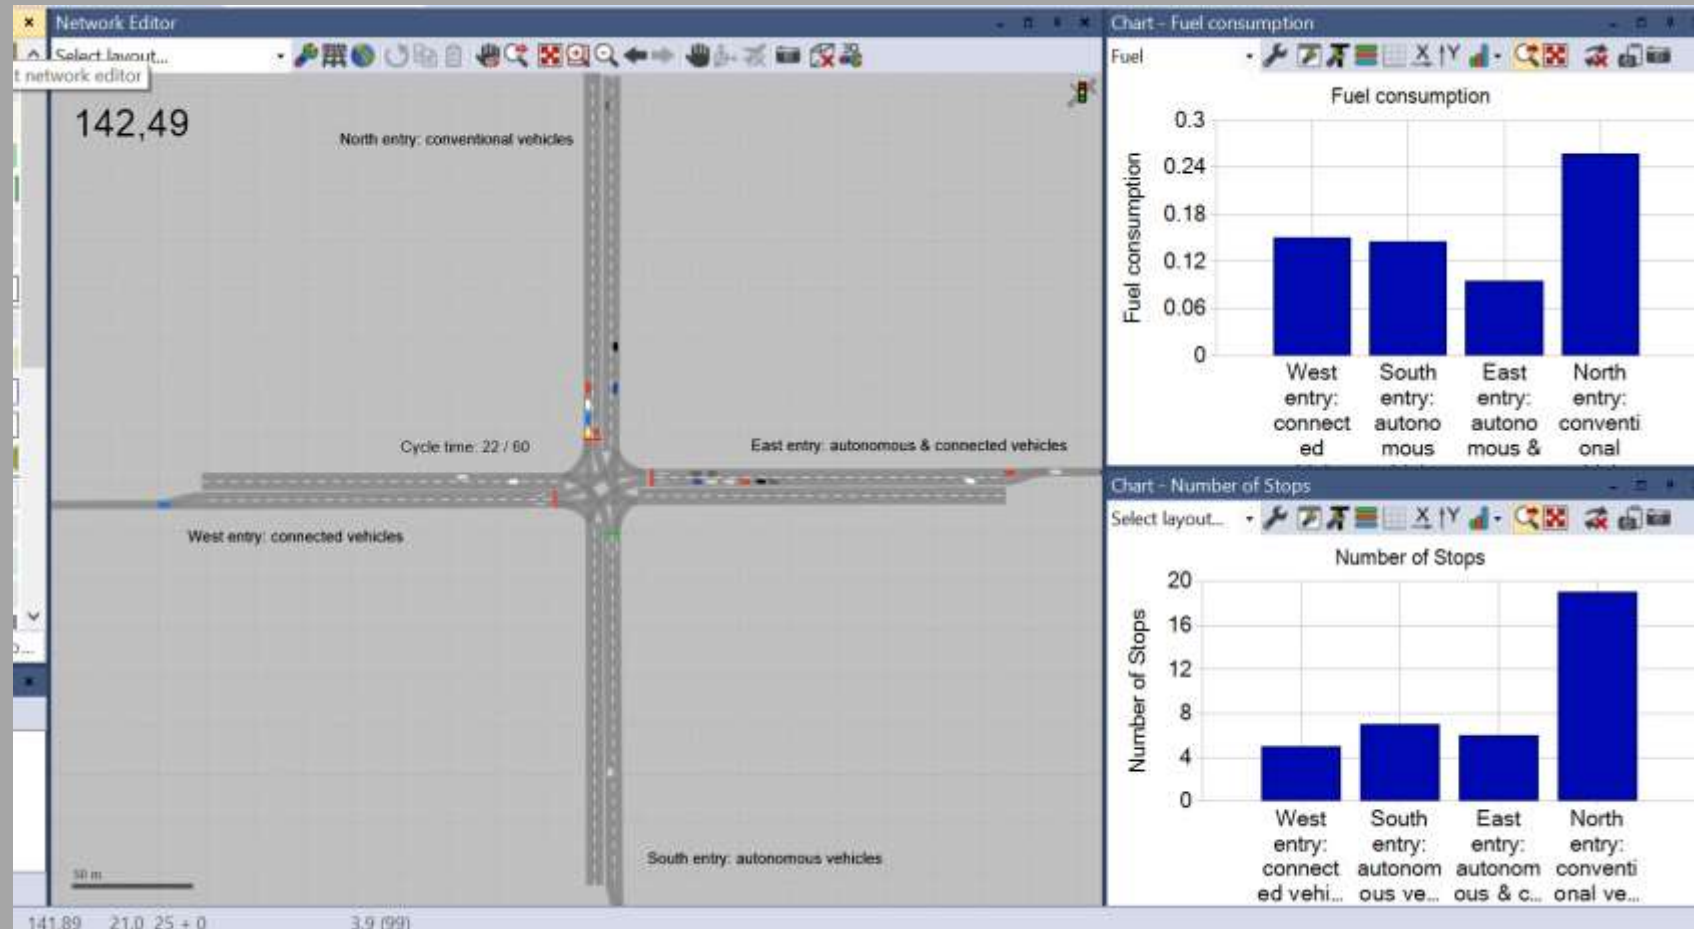 Network Editor
Select layout...
t network editor
142,49
North entry: conventional vehicles
Cycle time: 22 / 60
East entry: autonomous & connected vehicles
West entry: connected vehicles
South entry: autonomous vehicles
50 m
141.89 21.0 25 + 0 3.9 (99)
Chart - Fuel consumption
Fuel
Fuel consumption
Fuel consumption
0.3
0.24
0.18
0.12
0.06
0
West South East North
entry: entry: entry: entry:
connect autono autono conventi
ed mous mous & onal
Chart - Number of Stops
Select layout...
Number of Stops
Number of Stops
20
16
12
8
4
0
West South East North
entry: entry: entry: entry:
connect autonom autonom conventi
ed vehi... ous ve... ous & c... onal ve...